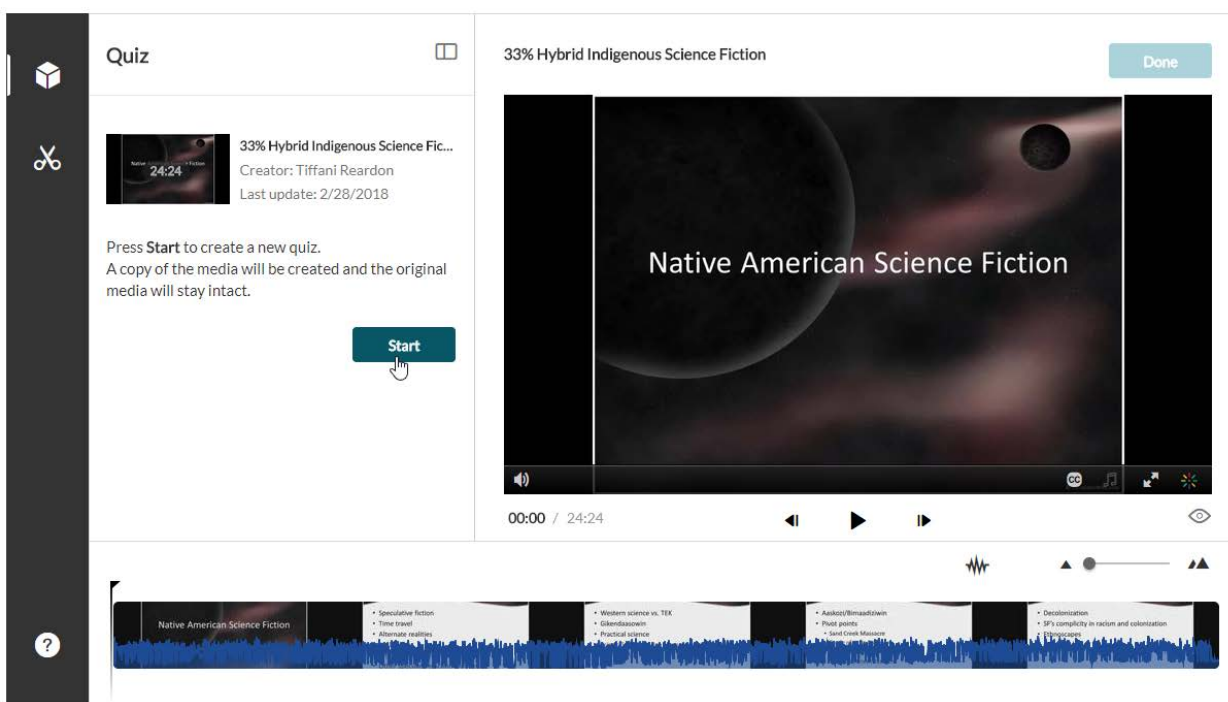 Quiz
33% Hybrid Indigenous Science Fic...
Creator: Tiffani Reardon
Last update: 2/28/2018
Native American Science Fiction
24:24
Press Start to create a new quiz.
A copy of the media will be created and the original
media will stay intact.
Start
33% Hybrid Indigenous Science Fiction
Done
Native American Science Fiction
CC
00:00 / 24:24
?
Native American Science Fiction
• Speculative fiction
• Time travel
• Alternate realities
• Western science vs. TEK
• Gikendaasowin
• Practical science
• Aaskozi/Bimaadiziwin
• Pivot points
• Sand Creek Massacre
• Decolonization
• SF's complicity in racism and colonization
• Ethnoscapes